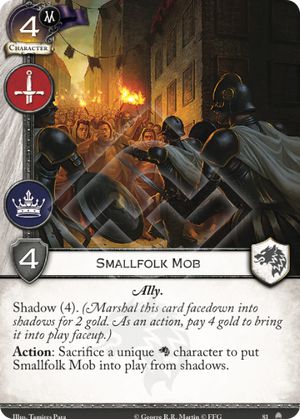 4
CHARACTER
4
SMALLFOLK MOB
Ally.
Shadow (4). (Marshal this card facedown into
shadows for 2 gold. As an action, pay 4 gold to bring
it into play faceup.)
Action: Sacrifice a unique character to put
Smallfolk Mob into play from shadows.
Illus. Tomires Para © George R.R. Martin © FFG 81